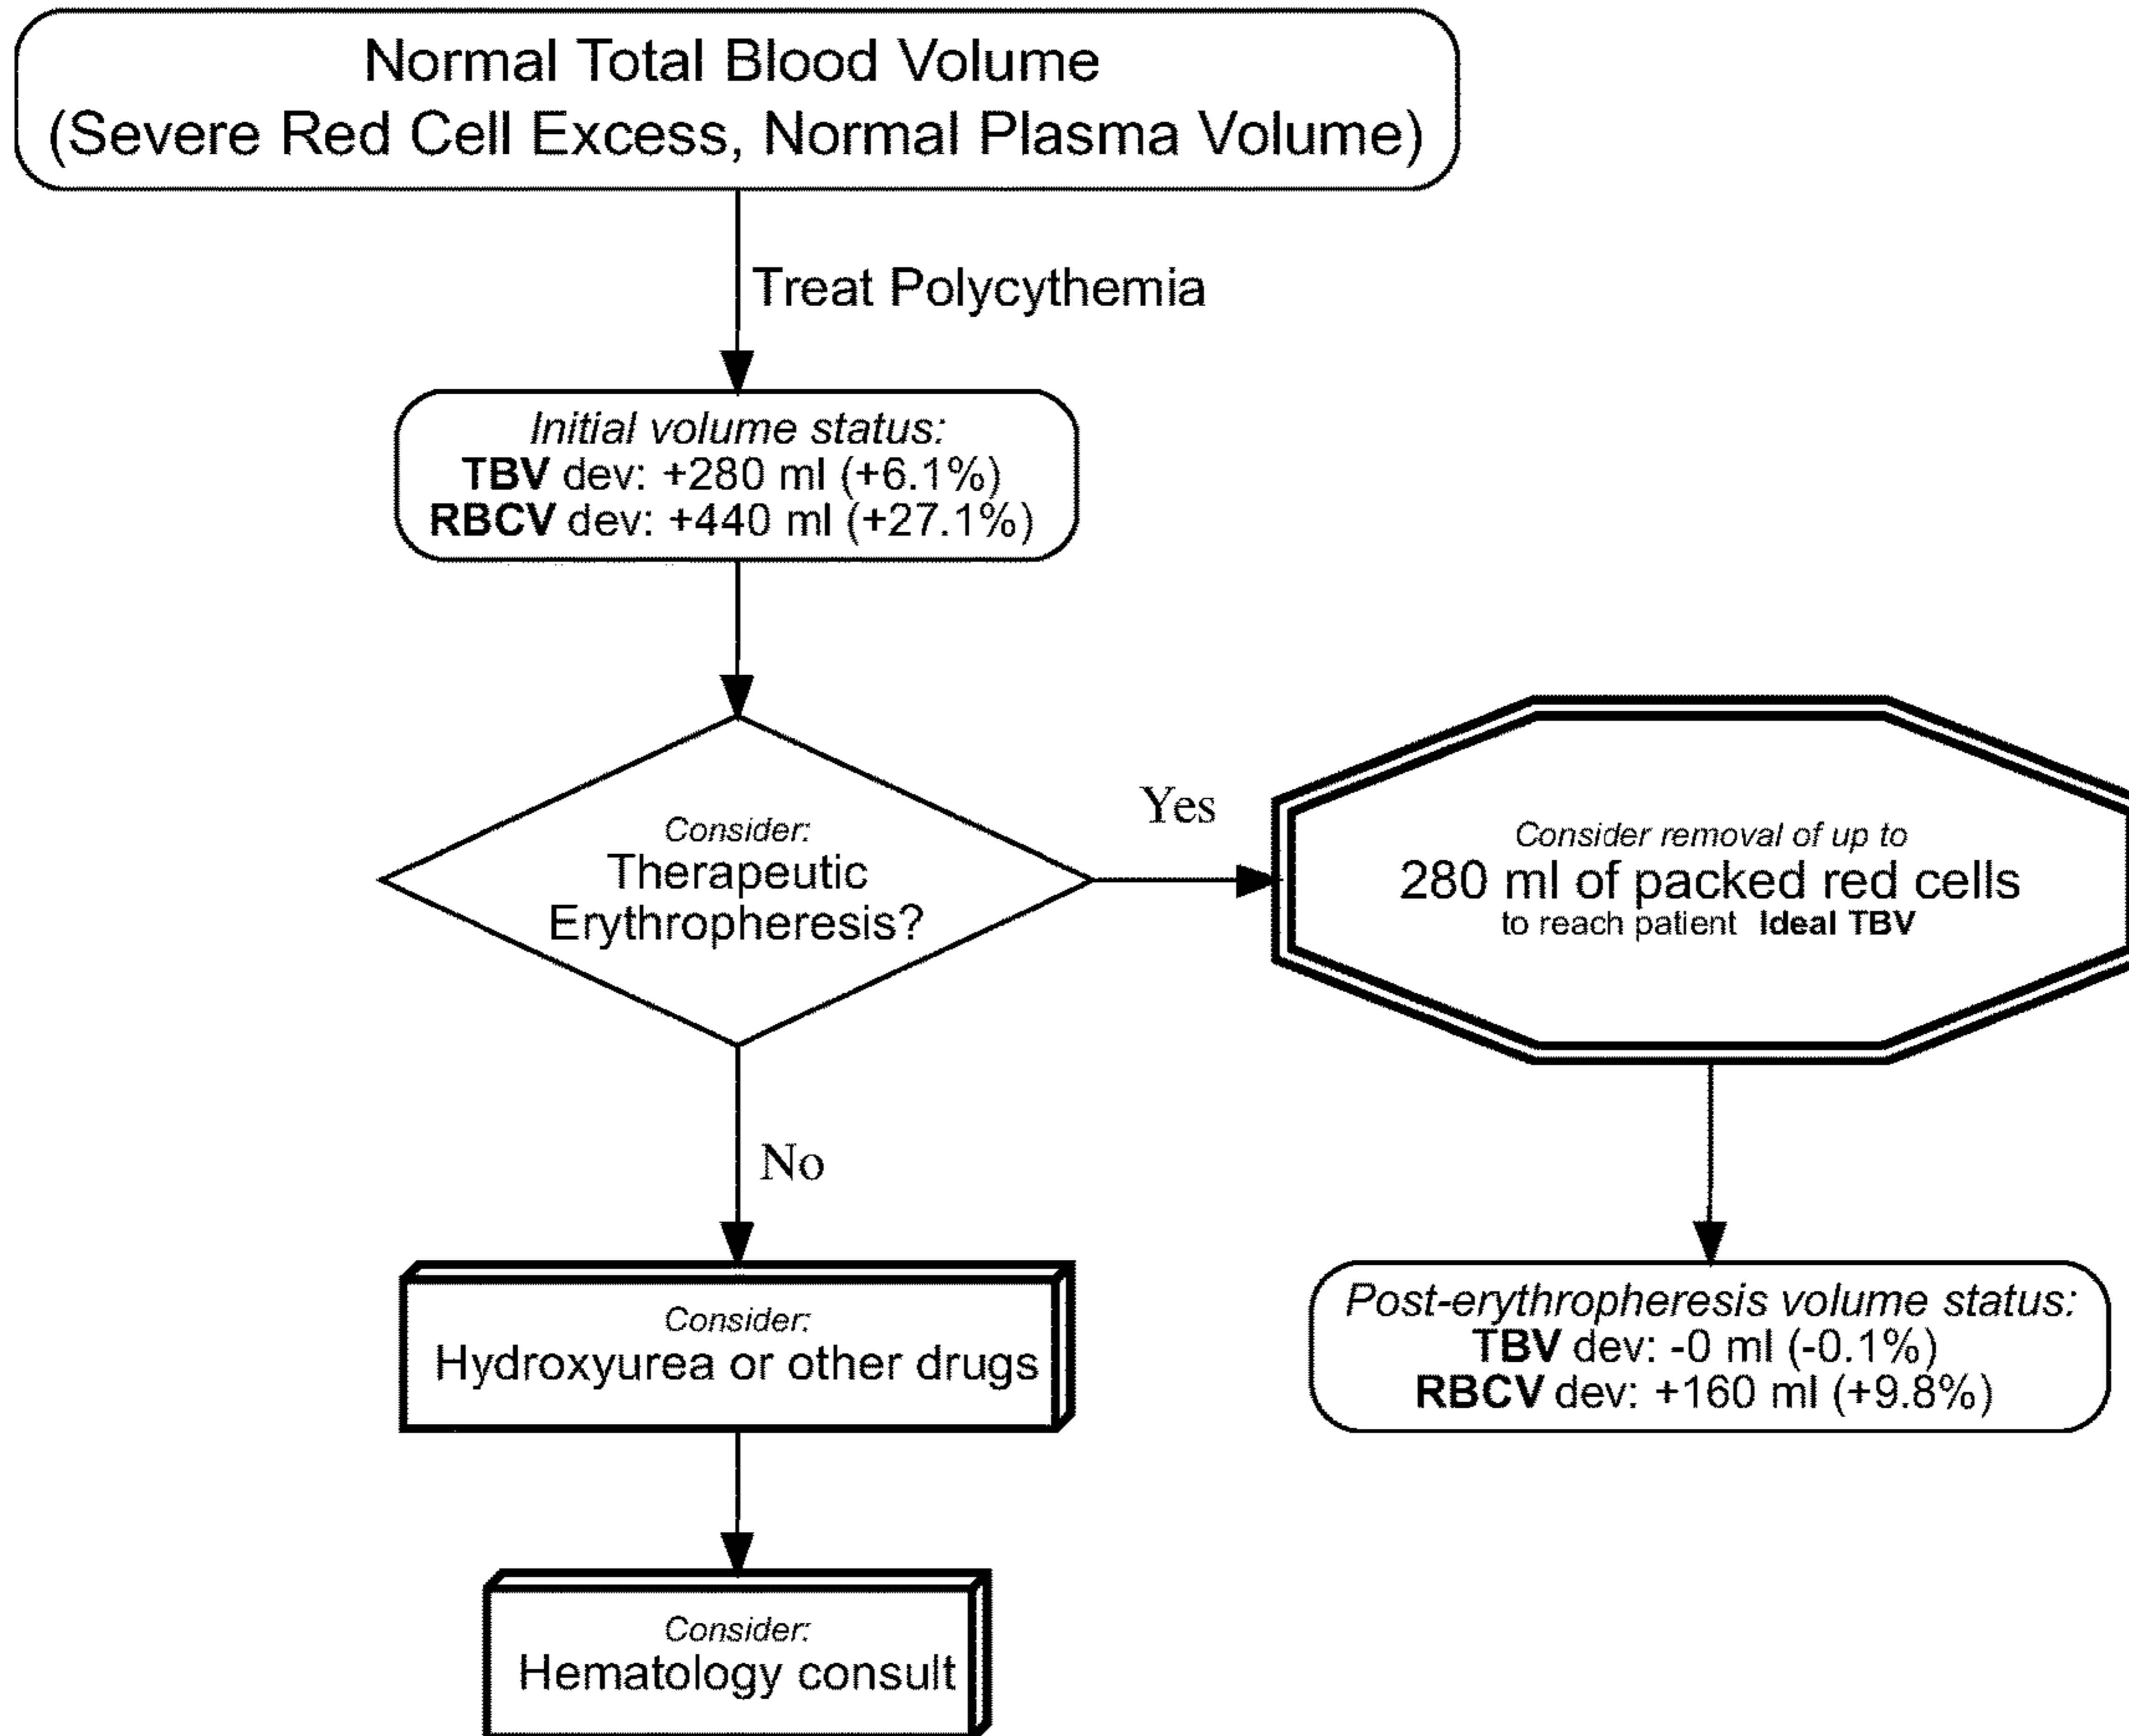 Normal Total Blood Volume
(Severe Red Cell Excess, Normal Plasma Volume)
Treat Polycythemia
Initial volume status:
TBV dev: +280 ml (+6.1%)
RBCV dev: +440 ml (+27.1%)
Consider:
Therapeutic
Erythropheresis?
Yes
Consider removal of up to
280 ml of packed red cells
to reach patient Ideal TBV
No
Consider:
Hydroxyurea or other drugs
Post-erythropheresis volume status:
TBV dev: -0 ml (-0.1%)
RBCV dev: +160 ml (+9.8%)
Consider:
Hematology consult